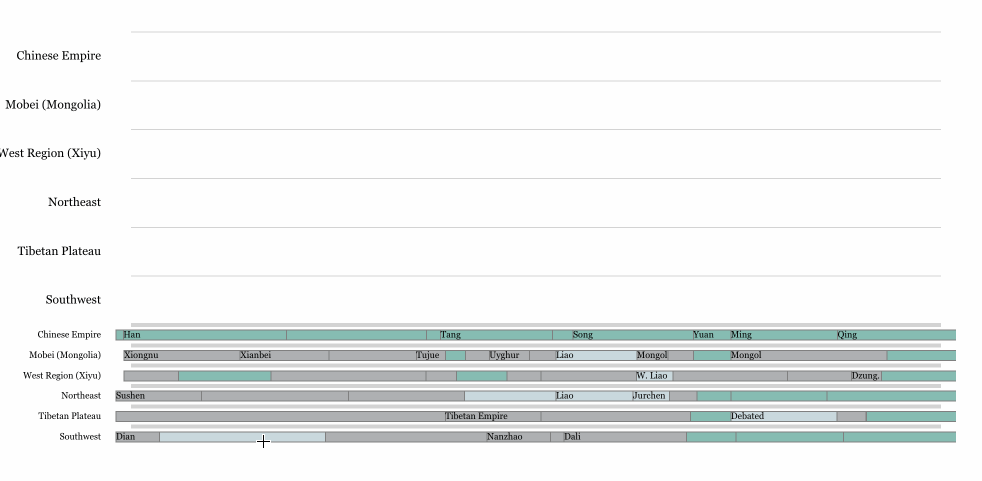 Chinese Empire
Mobei (Mongolia)
West Region (Xiyu)
Northeast
Tibetan Plateau
Southwest
Chinese Empire Han Tang Song Yuan Ming Qing
Mobei (Mongolia) Xiongnu Xianbei Tujue Uyghur Liao Mongol Mongol
West Region (Xiyu) W. Liao Dzung.
Northeast Sushen Liao Jurchen
Tibetan Plateau Tibetan Empire Debated
Southwest Dian Nanzhao Dali